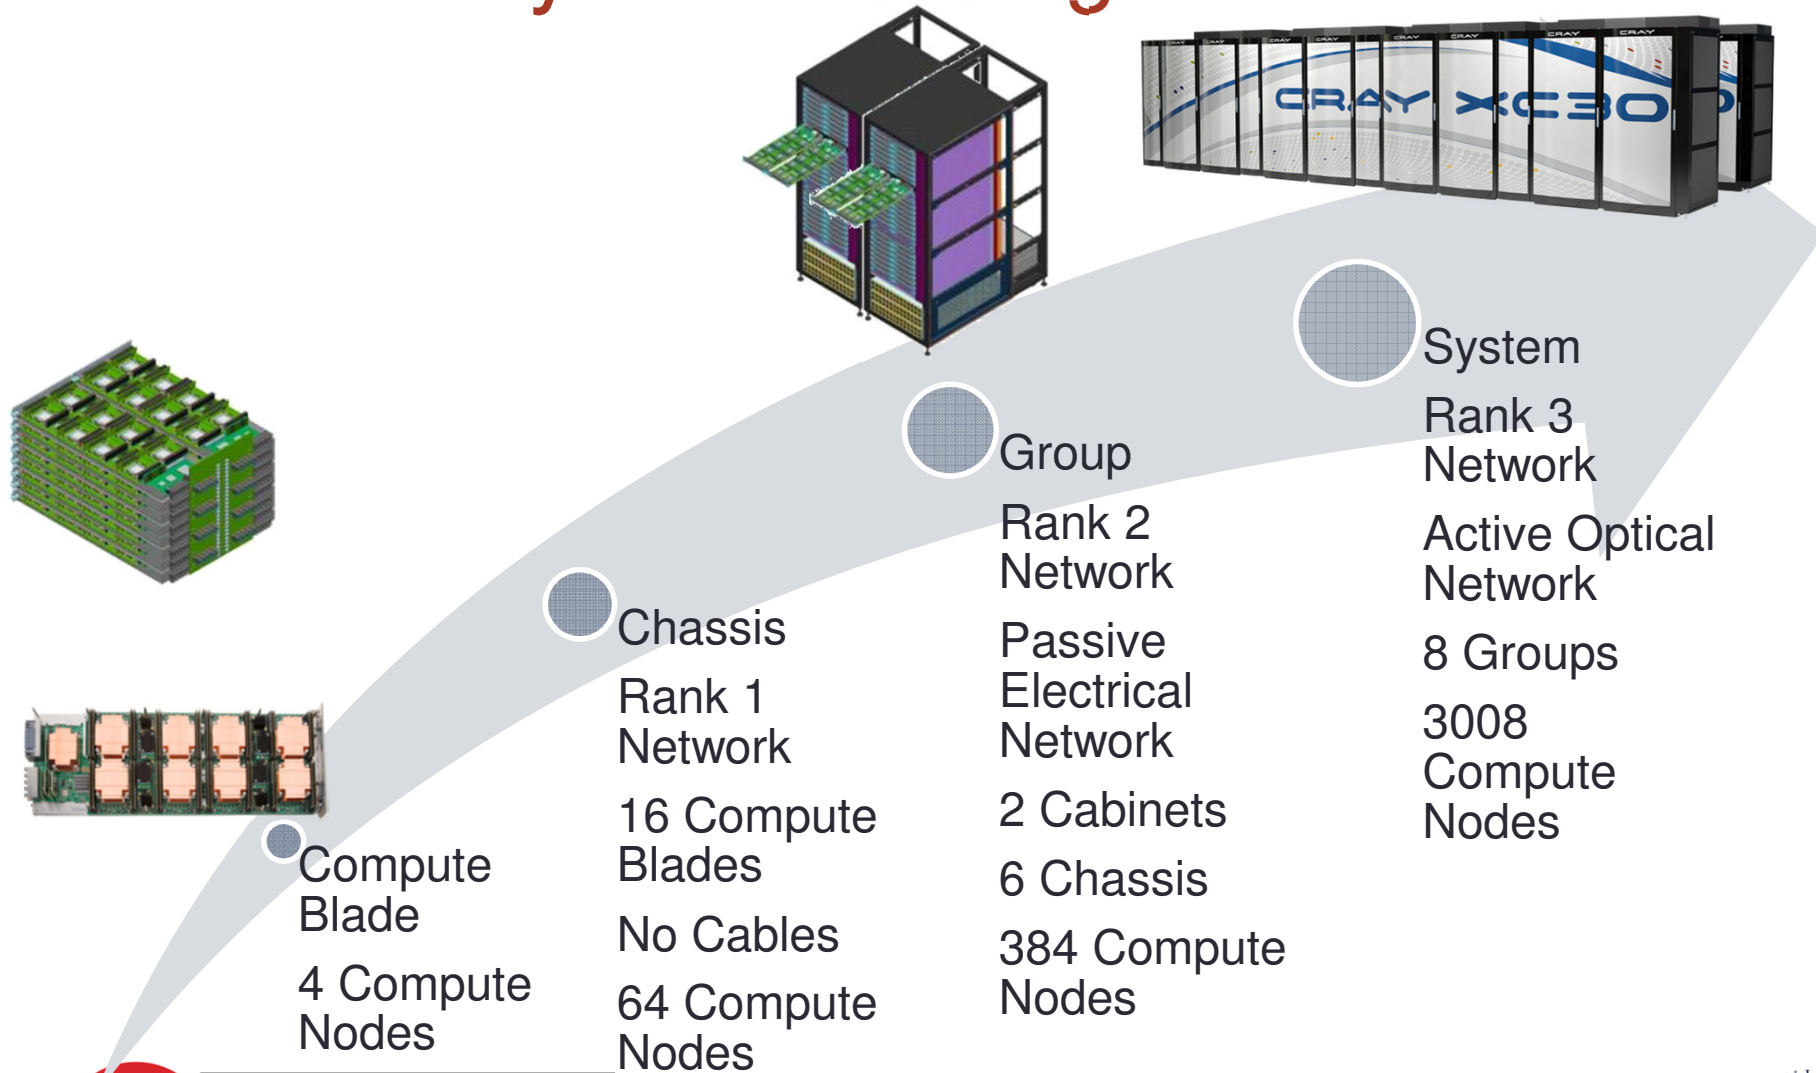 CRAY XC30
Compute
Blade
4 Compute
Nodes
Chassis
Rank 1
Network
16 Compute
Blades
No Cables
64 Compute
Nodes
Group
Rank 2
Network
Passive
Electrical
Network
2 Cabinets
6 Chassis
384 Compute
Nodes
System
Rank 3
Network
Active Optical
Network
8 Groups
3008
Compute
Nodes